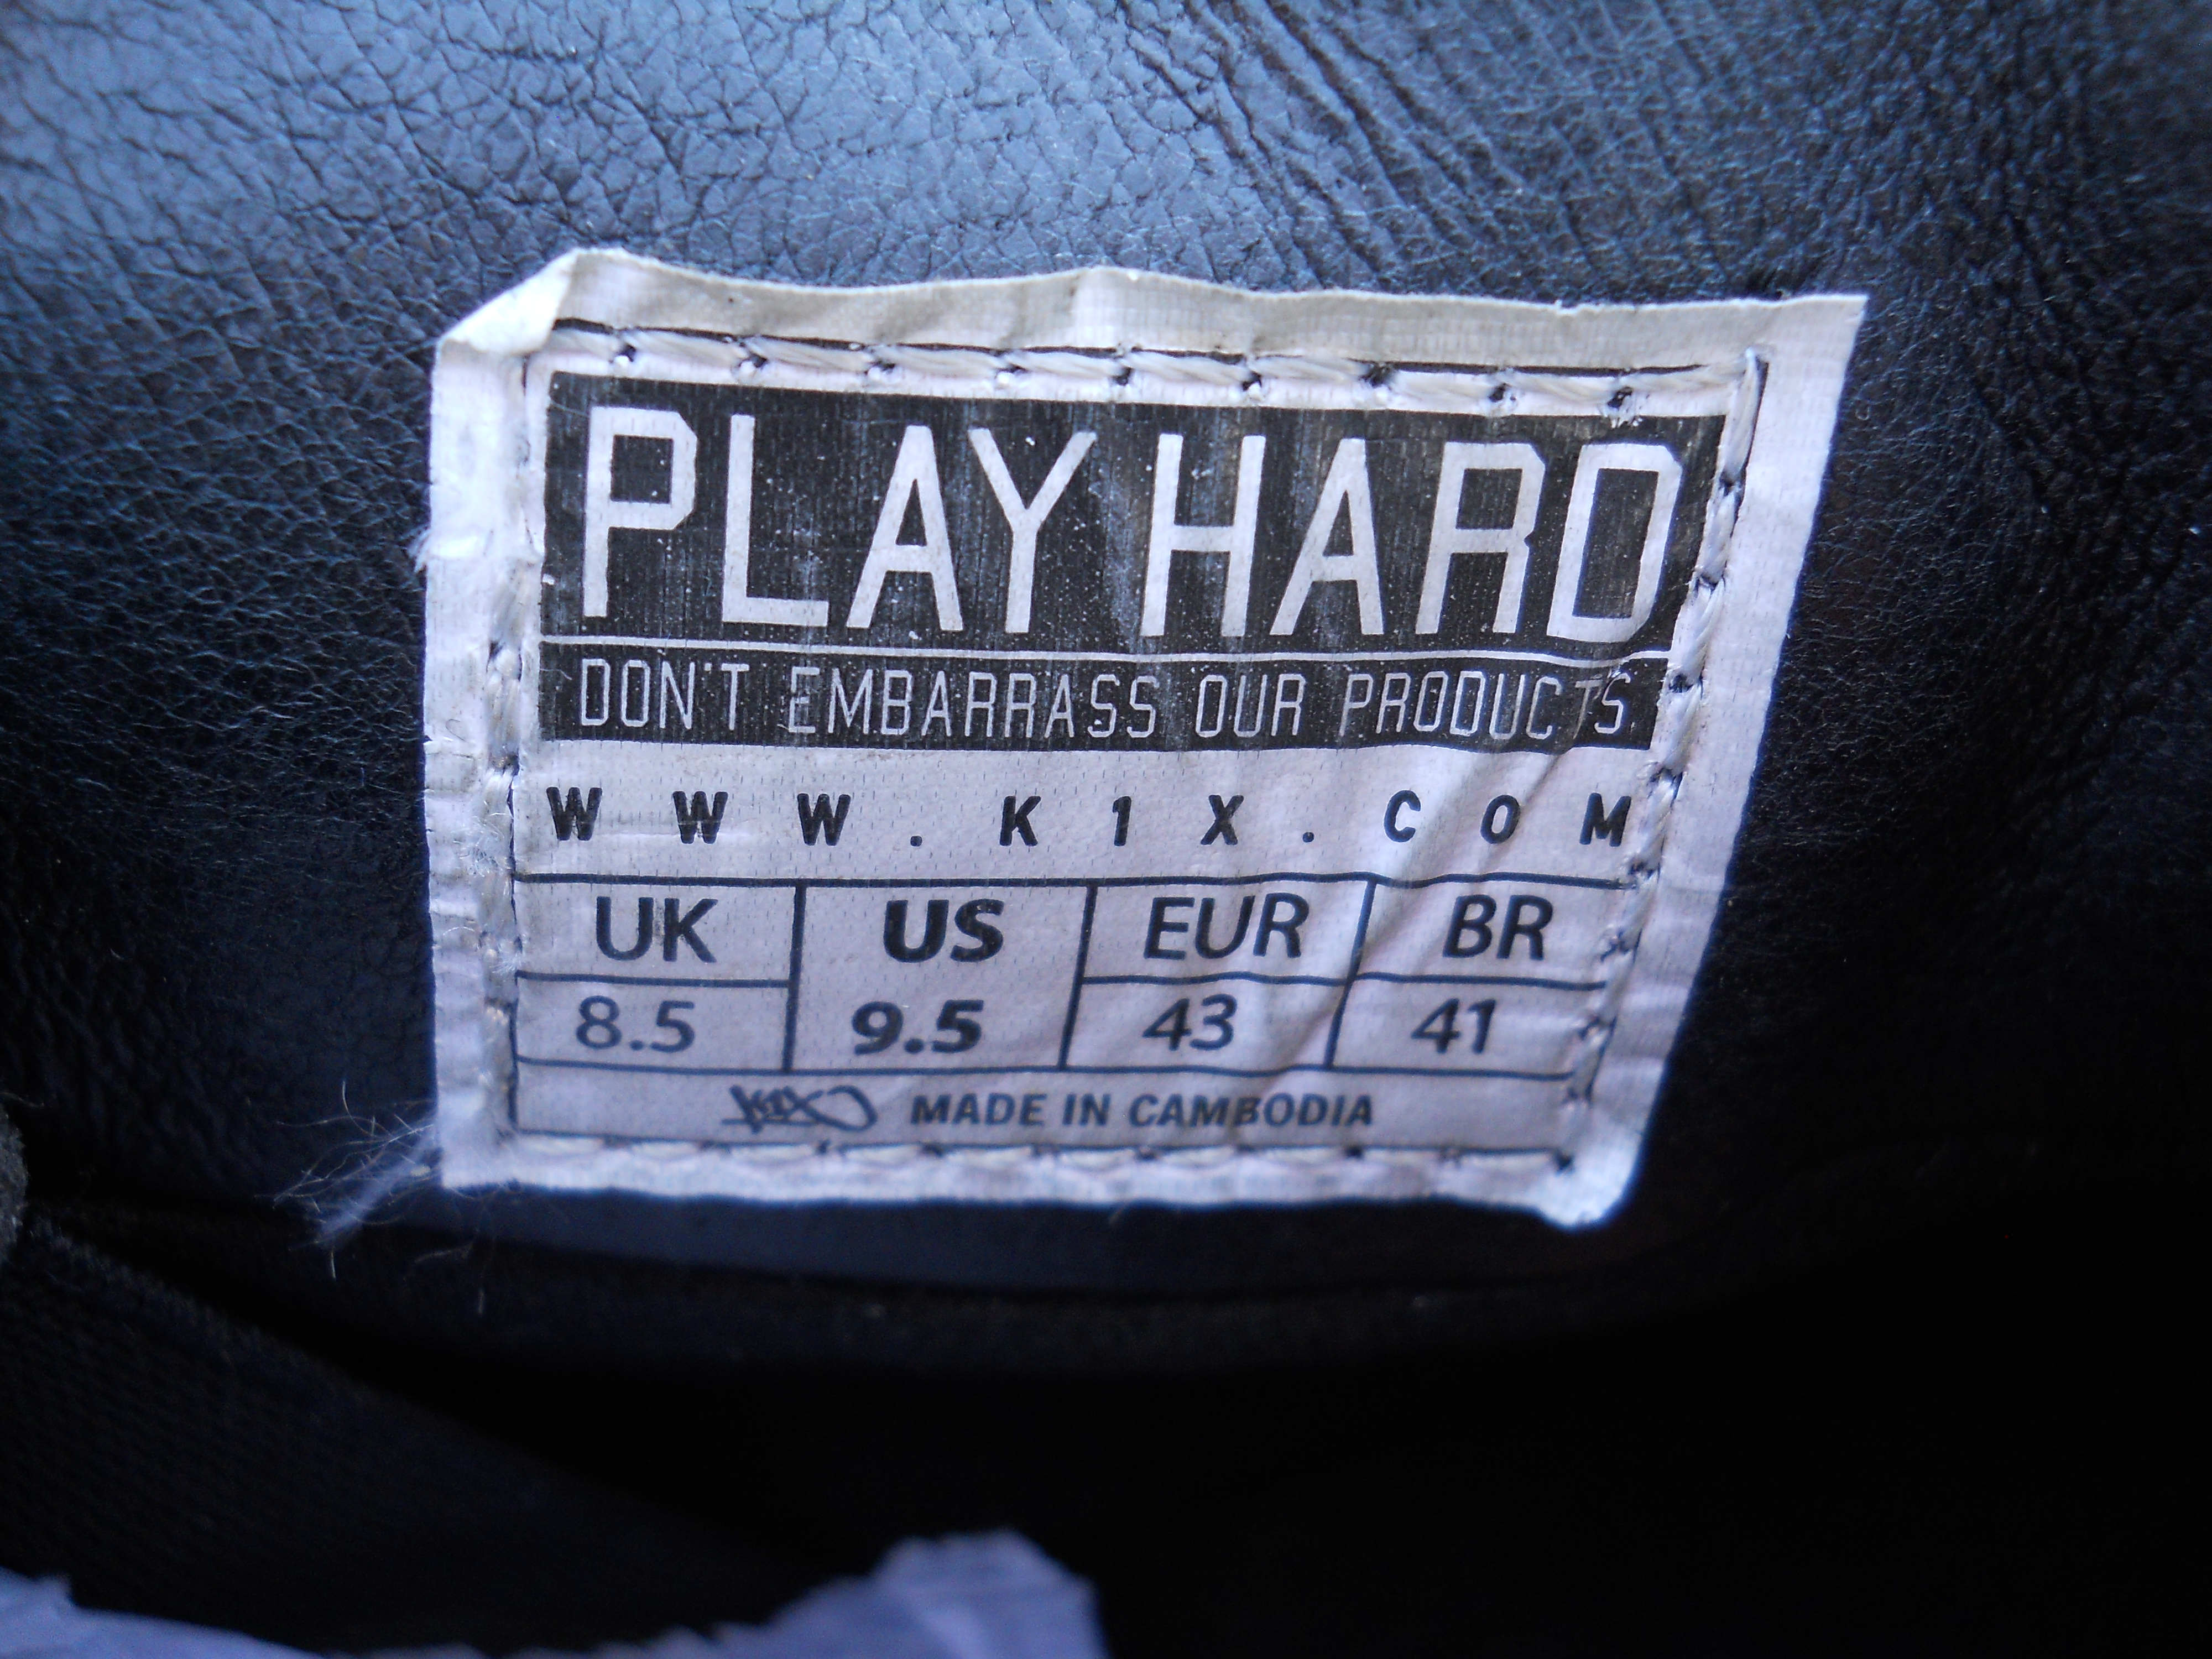 PLAY HARD
DON'T EMBARRASS OUR PRODUCTS
WWW.K1X.COM
UK US EUR BR
8.5 9.5 43 41
K1X MADE IN CAMBODIA